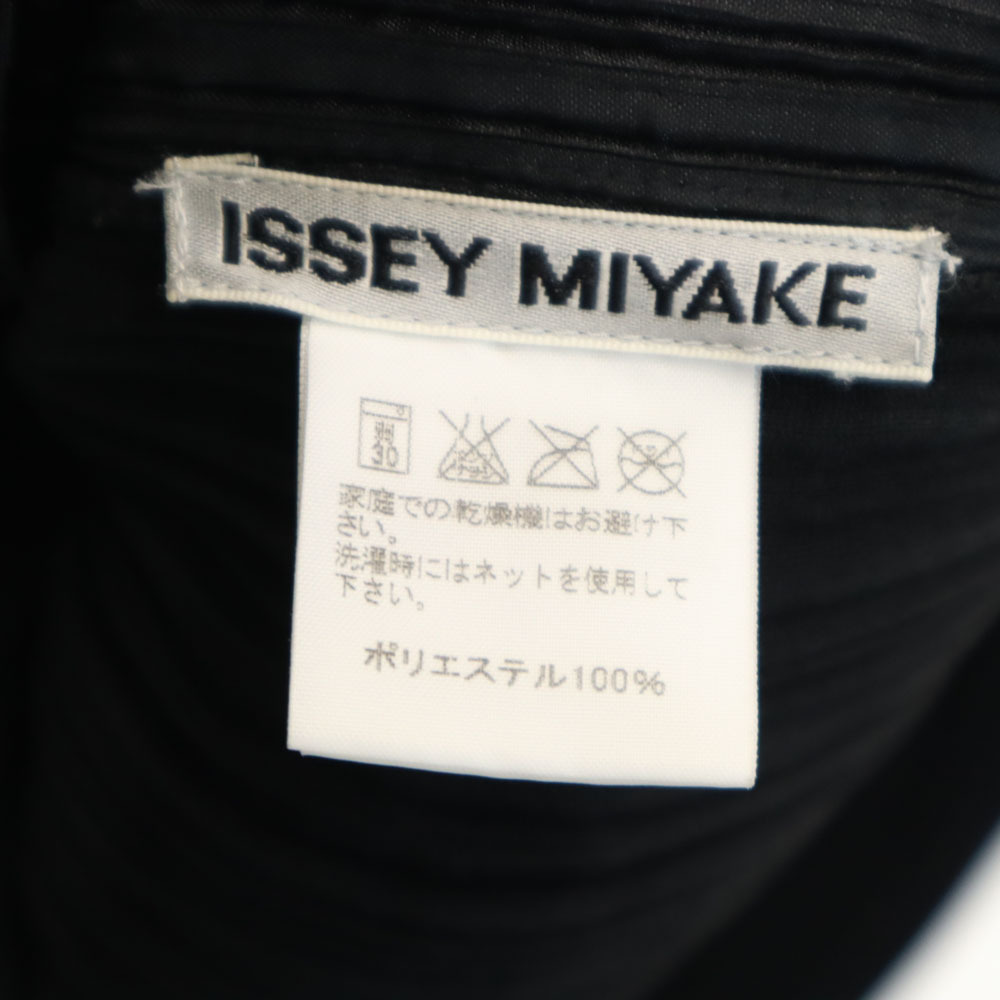 ISSEY MIYAKE
弱
30
家庭での乾燥機はお避け下
さい。
洗濯時にはネットを使用して
下さい。
ポリエステル100%